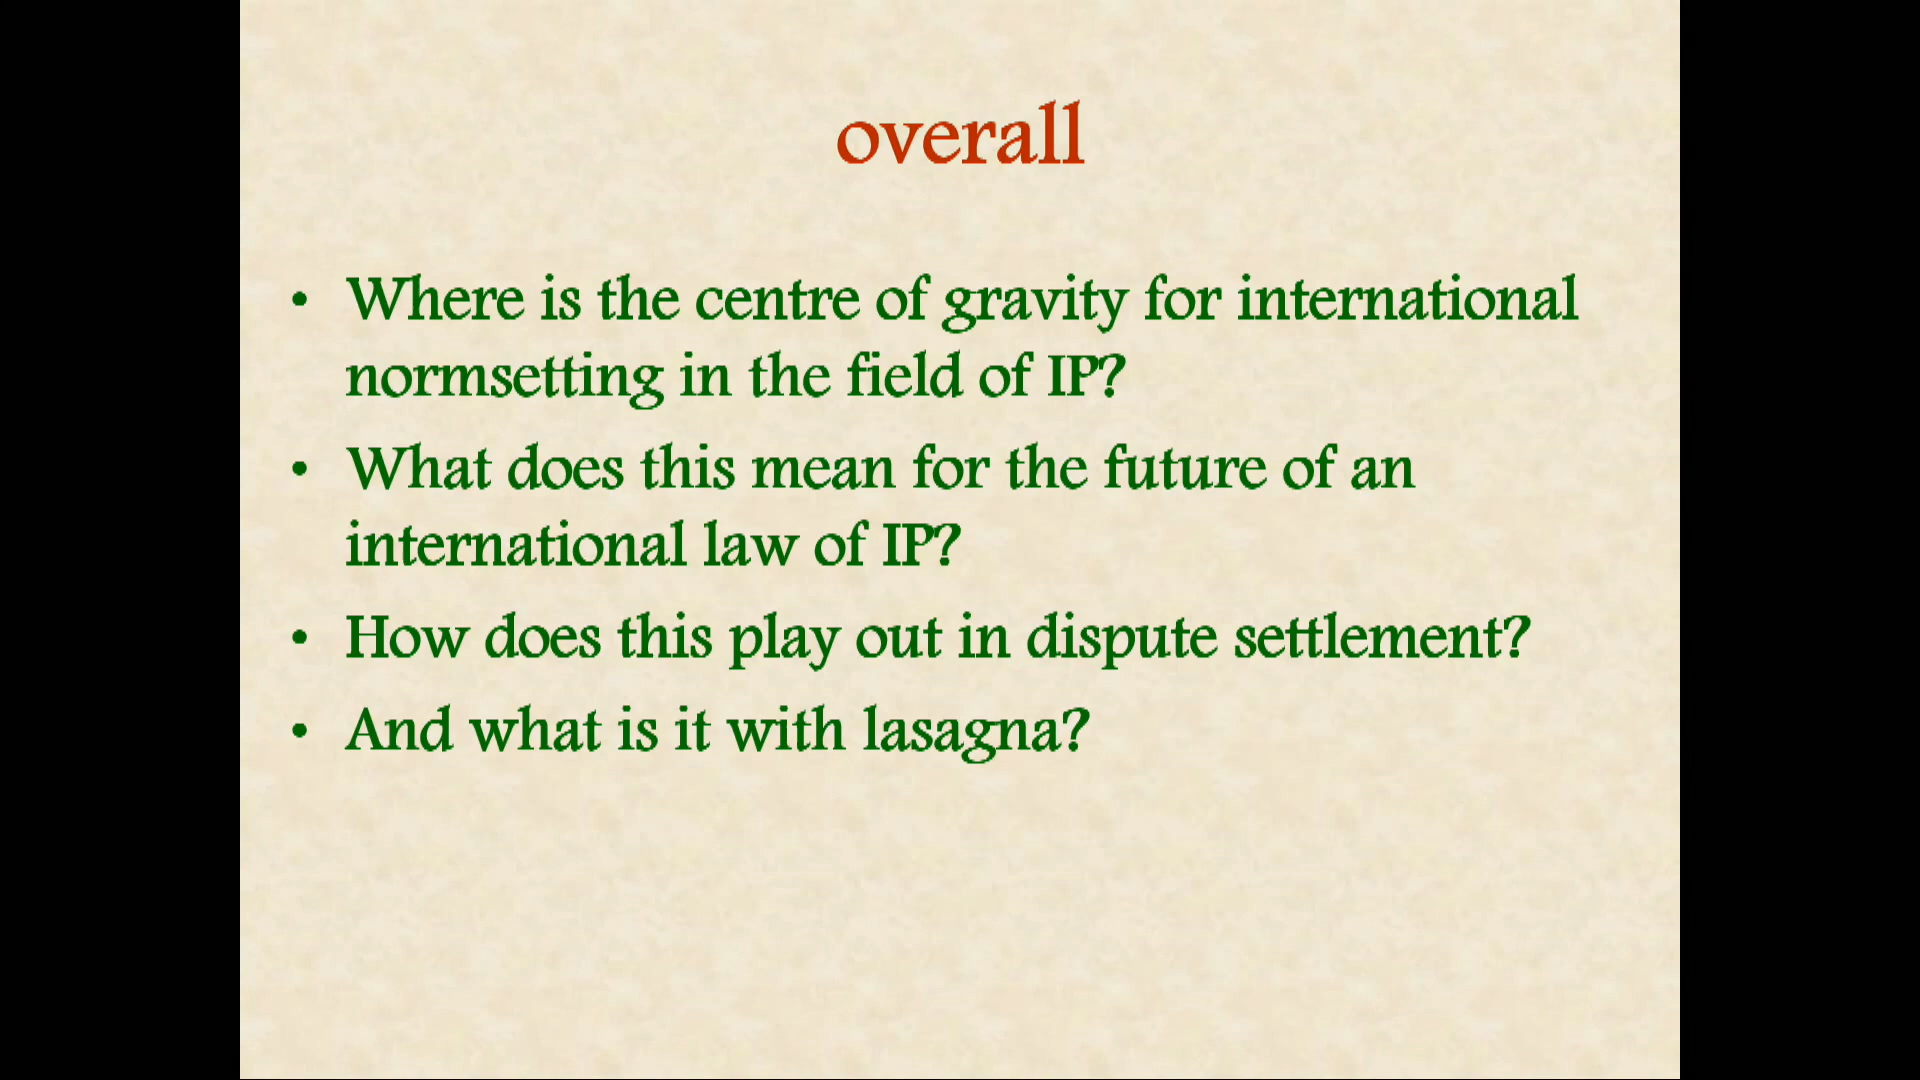 overall
• Where is the centre of gravity for international
normsetting in the field of IP?
• What does this mean for the future of an
international law of IP?
• How does this play out in dispute settlement?
• And what is it with lasagna?